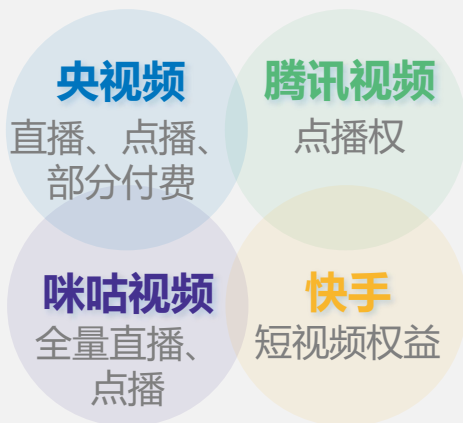 央视频
直播、点播、
部分付费
腾讯视频
点播权
咪咕视频
全量直播、
点播
快手
短视频权益